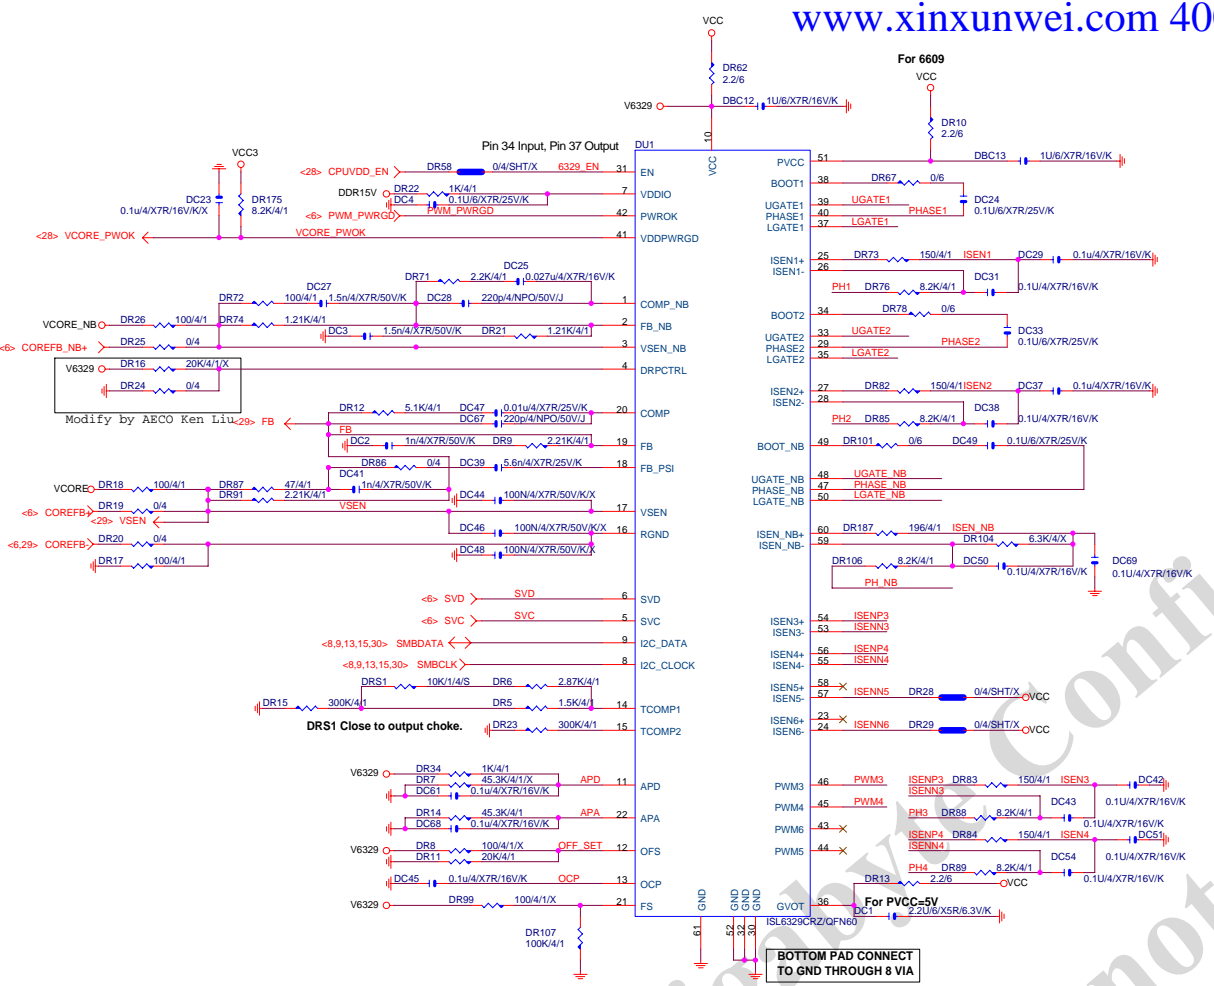 www.xinxunwei.com 40
VCC
For 6609
DR62
2.2/6
VCC
V6329
DBC12
1U/6/X7R/16V/K
DR10
2.2/6
10
VCC
Pin 34 Input, Pin 37 Output
DU1
VCC3
<28> CPUVDD_EN
DR58
0/4/SHT/X
6329_EN
31
EN
PVCC
51
DBC13
1U/6/X7R/16V/K
DC23
0.1u/4/X7R/16V/K/X
DR175
8.2K/4/1
DDR15V
DR22
1K/4/1
DC4
0.1U/6/X7R/25V/K
7
VDDIO
BOOT1
38
DR67
0/6
<6> PWM_PWRGD
PWM_PWRGD
42
PWROK
UGATE1
39
UGATE1
DC24
0.1U/6/X7R/25V/K
PHASE1
40
PHASE1
LGATE1
37
LGATE1
<28> VCORE_PWOK
VCORE_PWOK
41
VDDPWRGD
ISEN1+
25
DR73
150/4/1
ISEN1
DC29
0.1u/4/X7R/16V/K
ISEN1-
26
DC25
DR71
2.2K/4/1
0.027u/4/X7R/16V/K
PH1
DR76
8.2K/4/1
DC31
0.1U/4/X7R/16V/K
DC27
DR72
100/4/1
1.5n/4/X7R/50V/K
DC28
220p/4/NPO/50V/J
1
COMP_NB
BOOT2
34
DR78
0/6
VCORE_NB
DR26
100/4/1
DR74
1.21K/4/1
2
FB_NB
DC3
1.5n/4/X7R/50V/K
DR21
1.21K/4/1
UGATE2
33
UGATE2
DC33
0.1U/6/X7R/25V/K
PHASE2
29
PHASE2
LGATE2
35
LGATE2
<6> COREFB_NB+
DR25
0/4
3
VSEN_NB
V6329
DR16
20K/4/1/X
4
DRPCTRL
DR24
0/4
Modify by AECO Ken Liu
ISEN2+
27
DR82
150/4/1
ISEN2
DC37
0.1u/4/X7R/16V/K
ISEN2-
28
PH2
DR85
8.2K/4/1
DC38
0.1U/4/X7R/16V/K
DR12
5.1K/4/1
DC47
0.01u/4/X7R/25V/K
DC67
220p/4/NPO/50V/J
20
COMP
<29> FB
FB
DC2
1n/4/X7R/50V/K
DR9
2.21K/4/1
19
FB
BOOT_NB
49
DR101
0/6
DC49
0.1U/6/X7R/25V/K
DR86
0/4
DC39
5.6n/4/X7R/25V/K
18
FB_PSI
UGATE_NB
48
UGATE_NB
PHASE_NB
47
PHASE_NB
LGATE_NB
50
LGATE_NB
DC41
VCORE
DR18
100/4/1
DR87
47/4/1
1n/4/X7R/50V/K
DR91
2.21K/4/1
DC44
100N/4/X7R/50V/K/X
<6> COREFB+
DR19
0/4
VSEN
17
VSEN
<29> VSEN
DC46
100N/4/X7R/50V/K/X
16
RGND
ISEN_NB+
60
DR187
196/4/1
ISEN_NB
ISEN_NB-
59
DR104
6.3K/4/X
<6,29> COREFB-
DR20
0/4
DC48
100N/4/X7R/50V/K/X
DR17
100/4/1
DR106
8.2K/4/1
DC50
0.1U/4/X7R/16V/K
DC69
0.1U/4/X7R/16V/K
PH_NB
<6> SVD
SVD
6
SVD
<6> SVC
SVC
5
SVC
ISEN3+
54
ISENP3
ISEN3-
53
ISENN3
<8,9,13,15,30> SMBDATA
9
I2C_DATA
<8,9,13,15,30> SMBCLK
8
I2C_CLOCK
ISEN4+
56
ISENP4
ISEN4-
55
ISENN4
DRS1
10K/1/4/S
DR6
2.87K/4/1
ISEN5+
58
ISEN5-
57
ISENN5
DR28
0/4/SHT/X
VCC
DR15
300K/4/1
DR5
1.5K/4/1
14
TCOMP1
DRS1 Close to output choke.
DR23
300K/4/1
15
TCOMP2
ISEN6+
23
ISEN6-
24
ISENN6
DR29
0/4/SHT/X
VCC
V6329
DR34
1K/4/1
DR7
45.3K/4/1/X
APD
11
APD
DC61
0.1u/4/X7R/16V/K
PWM3
46
PWM3
ISENP3
DR83
150/4/1
ISEN3
DC42
0.1U/4/X7R/16V/K
ISENN3
PWM4
45
PWM4
DC43
0.1U/4/X7R/16V/K
DR14
45.3K/4/1
APA
22
APA
DC68
0.1u/4/X7R/16V/K
PH3
DR88
8.2K/4/1
PWM6
43
ISENP4
DR84
150/4/1
ISEN4
DC51
0.1U/4/X7R/16V/K
ISENN4
V6329
DR8
100/4/1/X
OFF_SET
12
OFS
DR11
20K/4/1
PWM5
44
DC54
0.1U/4/X7R/16V/K
PH4
DR89
8.2K/4/1
DC45
0.1u/4/X7R/16V/K
OCP
13
OCP
DR13
2.2/6
VCC
V6329
DR99
100/4/1/X
21
FS
GVOT
36
For PVCC=5V
DC1
2.2U/6/X5R/6.3V/K
ISL6329CRZ/QFN60
GND
GND
GND
GND
61
52
32
30
DR107
100K/4/1
BOTTOM PAD CONNECT
TO GND THROUGH 8 VIA